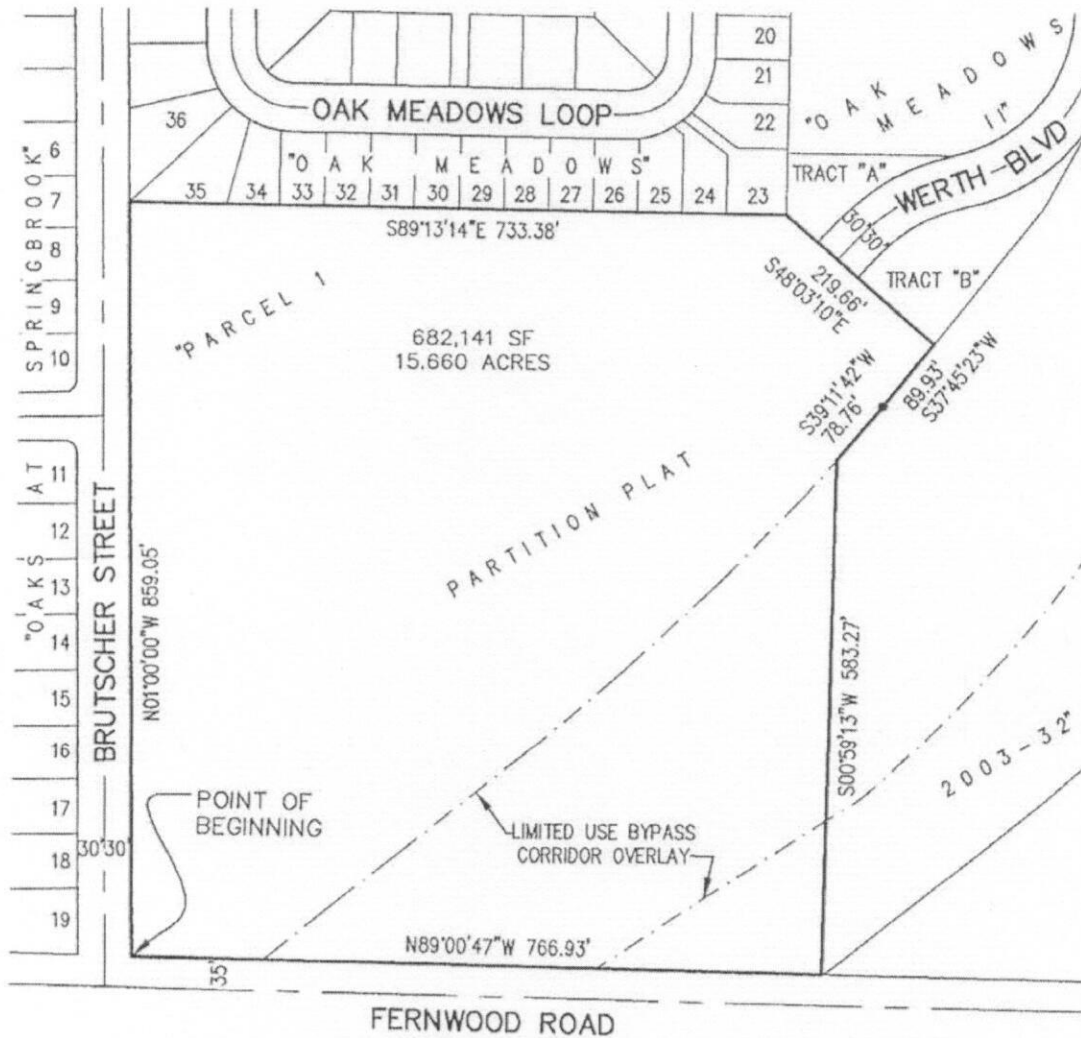 20
21
22
36
OAK MEADOWS LOOP
"OAK
MEADOWS
II"
WERTH BLVD
TRACT "A"
30'30'
TRACT "B"
"OAK MEADOWS"
35 34 33 32 31 30 29 28 27 26 25 24 23
S89°13'14"E 733.38'
6
7
8
9
10
SPRINGBROOK"
"PARCEL 1
682,141 SF
15.660 ACRES
219.66'
S48°03'10"E
S39°11'42"W
78.76'
89.93'
S37°45'23"W
11
12
13
14
15
16
17
18
19
"OAKS AT
BRUTSCHER STREET
N01°00'00"W 859.05'
PARTITION PLAT
S00°59'13"W 583.27'
2003-32"
POINT OF
BEGINNING
30'30'
LIMITED USE BYPASS
CORRIDOR OVERLAY
N89°00'47"W 766.93'
35'
FERNWOOD ROAD